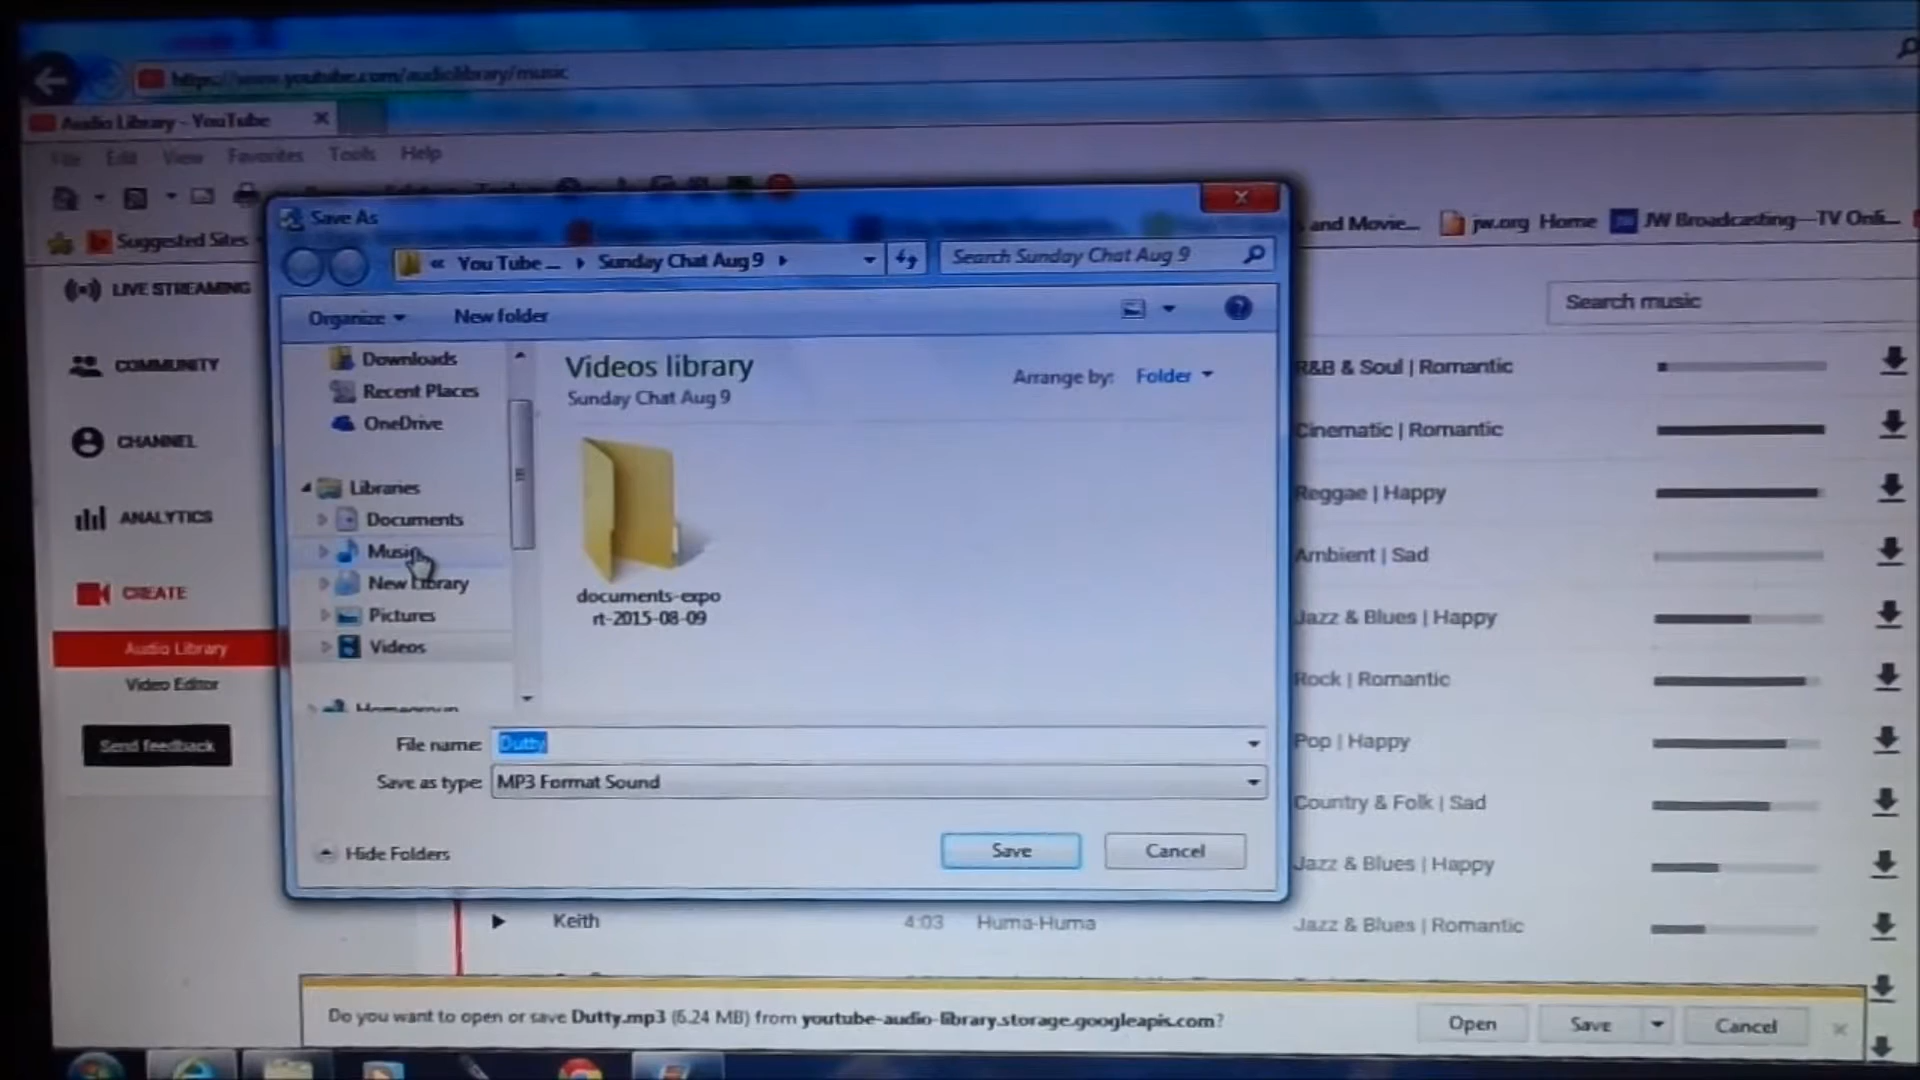 https://www.youtube.com/audiolibrary/music
Audio Library - YouTube
File Edit View Favorites Tools Help
Suggested Sites
and Movie... jw.org Home JW Broadcasting—TV Onli...
Save As
« You Tube ... Sunday Chat Aug 9
Search Sunday Chat Aug 9
Organize New folder
LIVE STREAMING
COMMUNITY
CHANNEL
ANALYTICS
CREATE
Audio Library
Video Editor
Send feedback
Downloads
Recent Places
OneDrive
Libraries
Documents
Music
New Library
Pictures
Videos
Homegroup
Videos library
Sunday Chat Aug 9
Arrange by: Folder
documents-expo
rt-2015-08-09
File name: Dutty
Save as type: MP3 Format Sound
Hide Folders
Save Cancel
Search music
R&B & Soul | Romantic
Cinematic | Romantic
Reggae | Happy
Ambient | Sad
Jazz & Blues | Happy
Rock | Romantic
Pop | Happy
Country & Folk | Sad
Jazz & Blues | Happy
Keith 4:03 Huma-Huma Jazz & Blues | Romantic
Do you want to open or save Dutty.mp3 (6.24 MB) from youtube-audio-library.storage.googleapis.com?
Open Save Cancel